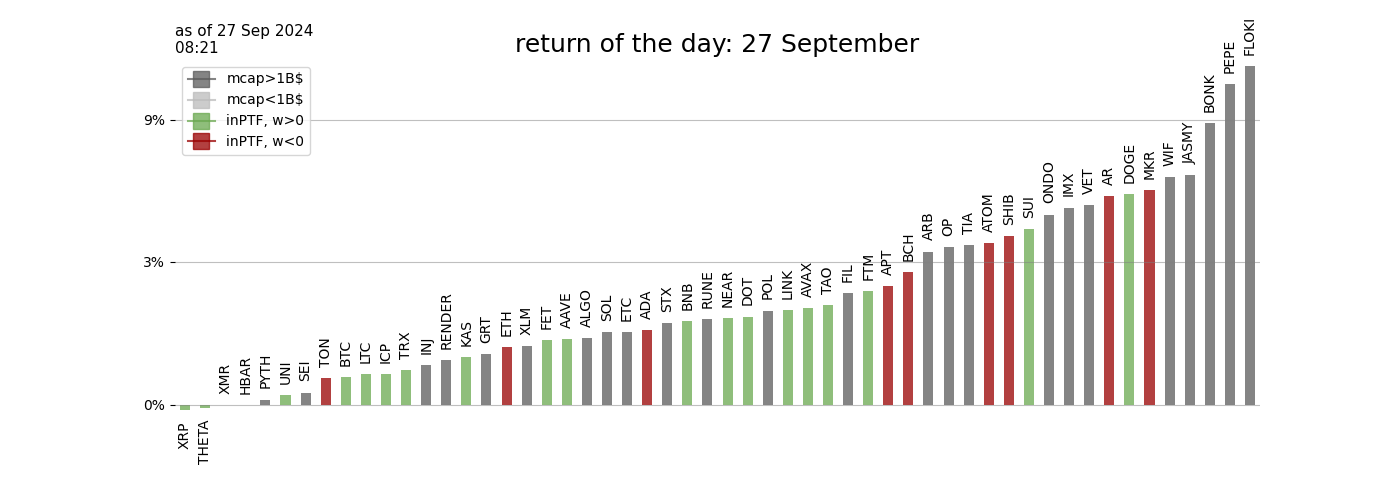 as of 27 Sep 2024
08:21
return of the day: 27 September
mcap>1B$
mcap<1B$
inPTF, w>0
inPTF, w<0
9%
3%
0%
XRP
THETA
XMR
HBAR
PYTH
UNI
SEI
TON
BTC
LTC
ICP
TRX
INJ
RENDER
KAS
GRT
ETH
XLM
FET
AAVE
ALGO
SOL
ETC
ADA
STX
BNB
RUNE
NEAR
DOT
POL
LINK
AVAX
TAO
FIL
FTM
APT
BCH
ARB
OP
TIA
ATOM
SHIB
SUI
ONDO
IMX
VET
AR
DOGE
MKR
WIF
JASMY
BONK
PEPE
FLOKI